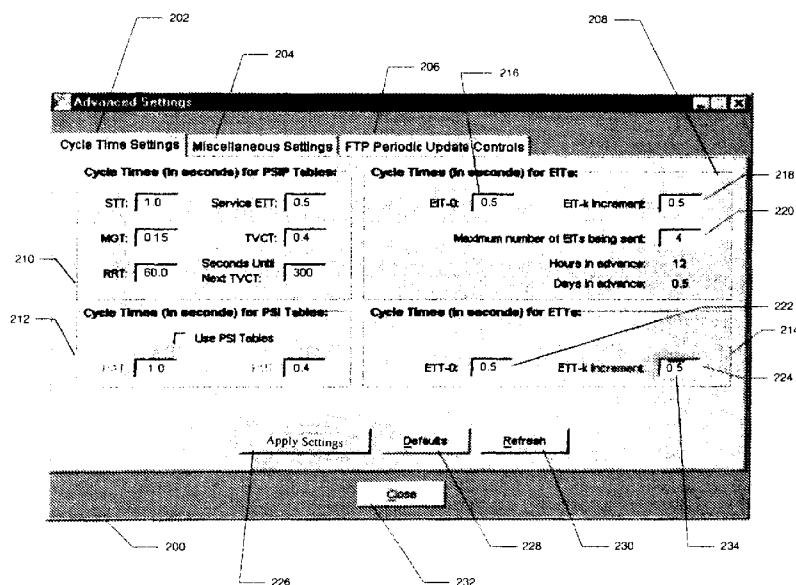 202
208
204
206
216
Advanced Settings
Cycle Time Settings Miscellaneous Settings FTP Periodic Update Controls
Cycle Times (in seconds) for PSIP Tables:
STT: 1.0 Service ETT: 0.5
MGT: 0.15 TVCT: 0.4
RRT: 60.0 Seconds Until Next TVCT: 300
Cycle Times (in seconds) for EITs:
EIT-0: 0.5 EIT-k Increment: 0.5
Maximum number of EITs being sent: 4
Hours in advance: 12
Days in advance: 0.5
218
220
210
212
Cycle Times (in seconds) for PSI Tables:
Use PSI Tables
1.0 0.4
Cycle Times (in seconds) for ETTs:
ETT-0: 0.5 ETT-k Increment: 0.5
222
214
224
Apply Settings Defaults Refresh
Close
200
226
232
228
230
234